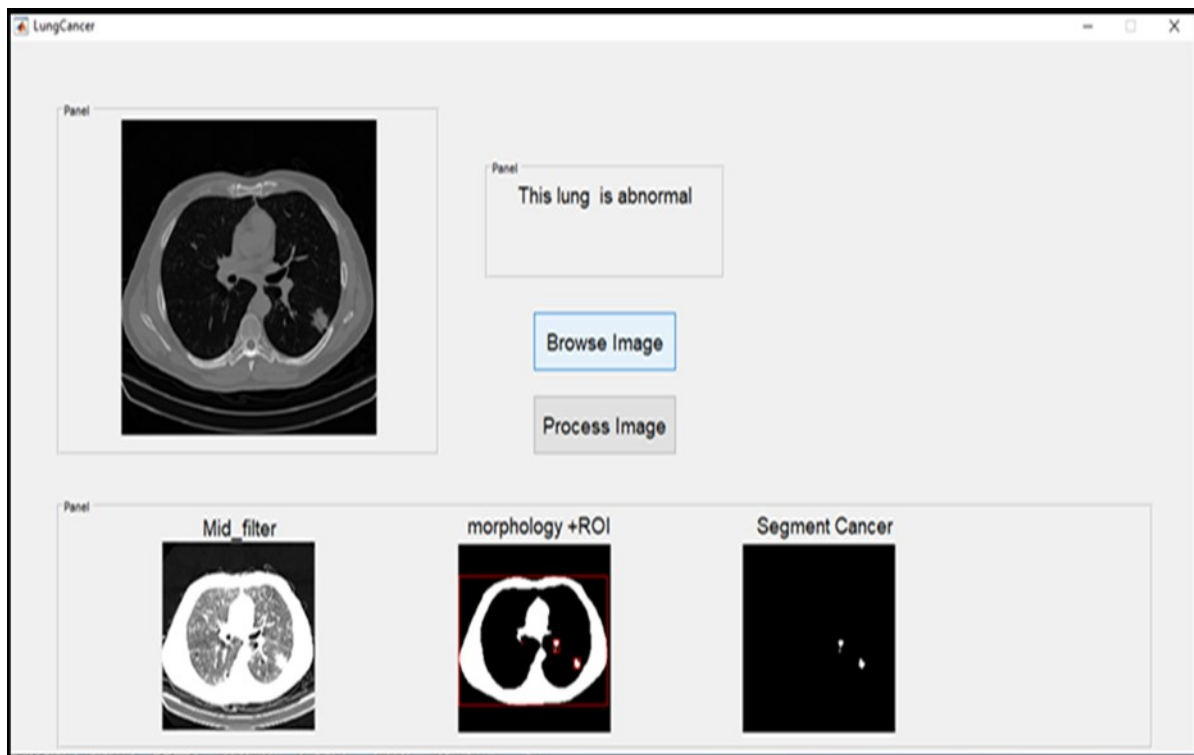 LungCancer
Panel
Panel
This lung  is abnormal
Browse Image
Process Image
Panel
Mid_filter
morphology +ROI
Segment Cancer